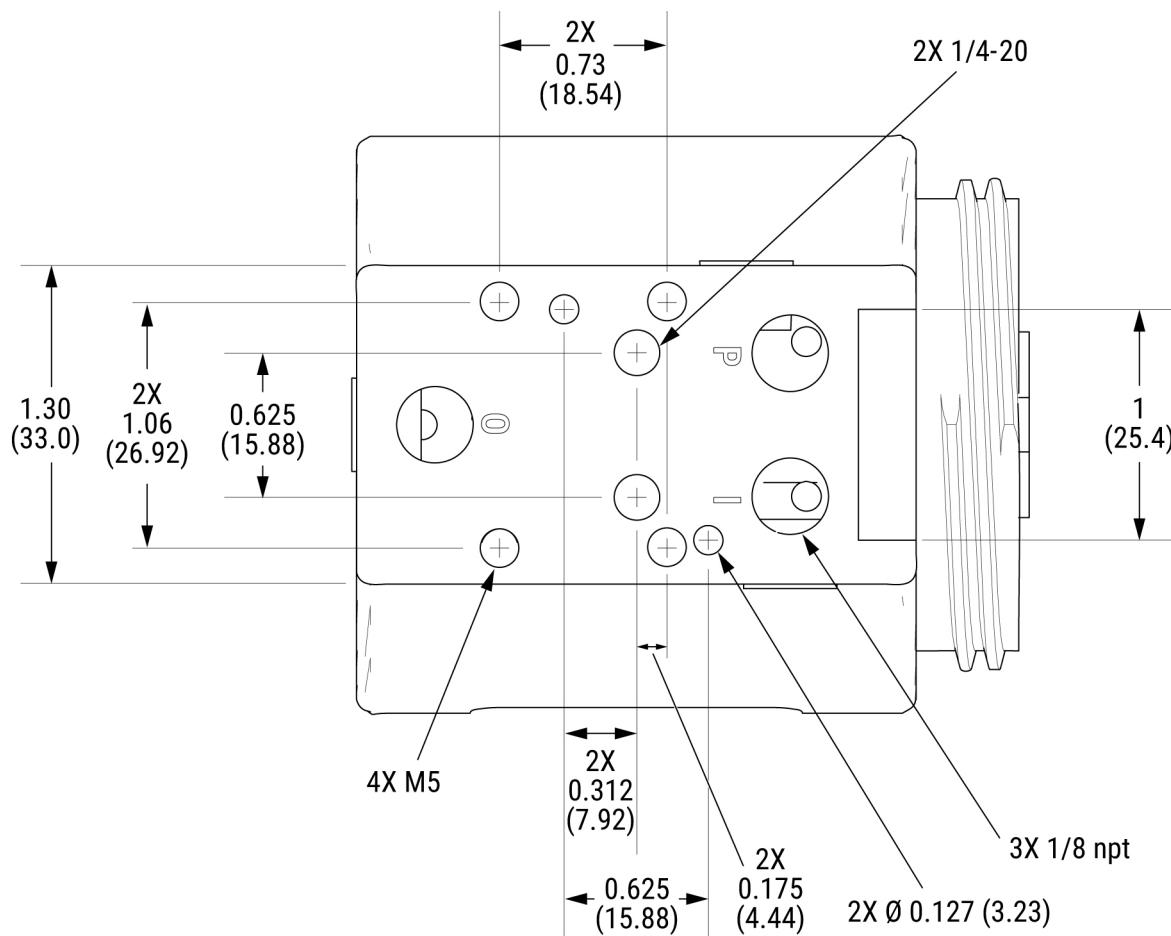 2X
0.73
(18.54)
2X 1/4-20
1.30
(33.0)
2X
1.06
(26.92)
0.625
(15.88)
O
P
I
1
(25.4)
4X M5
2X
0.312
(7.92)
0.625
(15.88)
2X
0.175
(4.44)
3X 1/8 npt
2X Ø 0.127 (3.23)